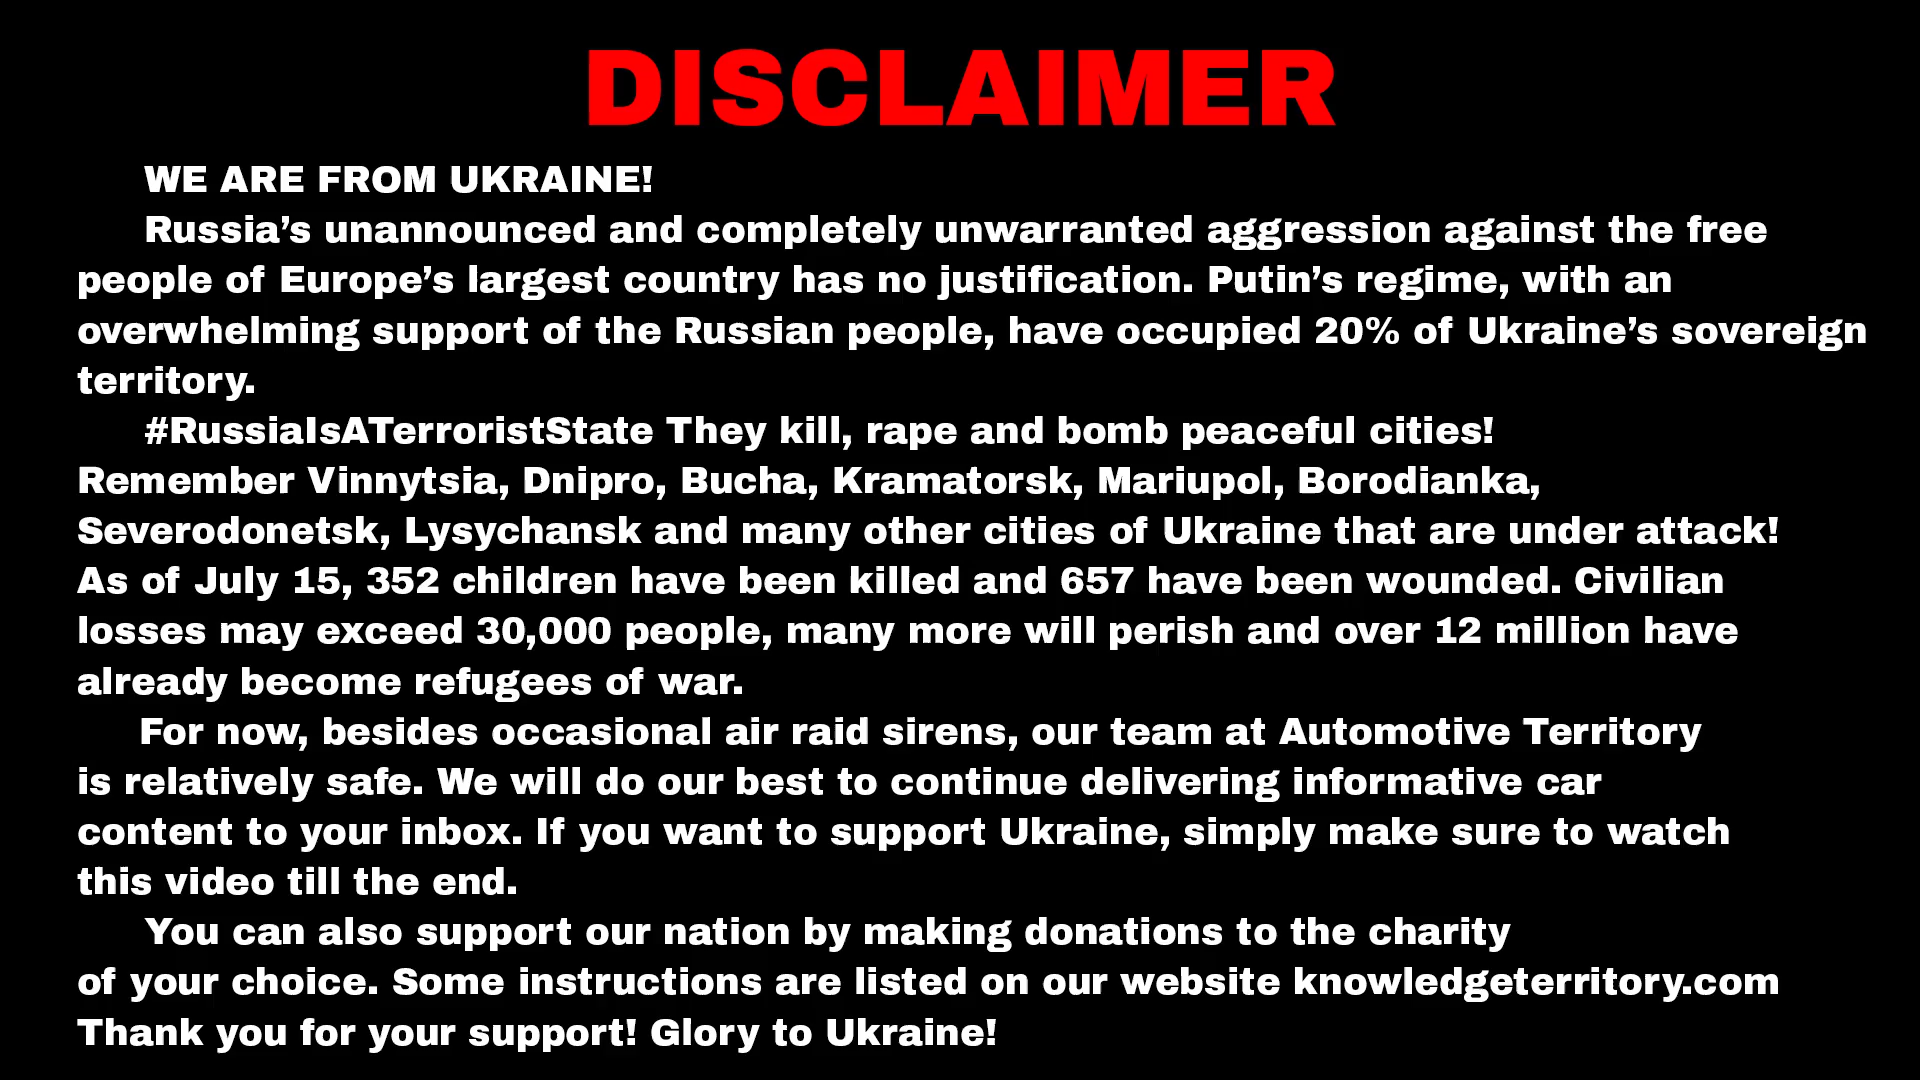 DISCLAIMER
WE ARE FROM UKRAINE!
Russia’s unannounced and completely unwarranted aggression against the free
people of Europe’s largest country has no justification. Putin’s regime, with an
overwhelming support of the Russian people, have occupied 20% of Ukraine’s sovereign
territory.
#RussiaIsATerroristState They kill, rape and bomb peaceful cities!
Remember Vinnytsia, Dnipro, Bucha, Kramatorsk, Mariupol, Borodianka,
Severodonetsk, Lysychansk and many other cities of Ukraine that are under attack!
As of July 15, 352 children have been killed and 657 have been wounded. Civilian
losses may exceed 30,000 people, many more will perish and over 12 million have
already become refugees of war.
For now, besides occasional air raid sirens, our team at Automotive Territory
is relatively safe. We will do our best to continue delivering informative car
content to your inbox. If you want to support Ukraine, simply make sure to watch
this video till the end.
You can also support our nation by making donations to the charity
of your choice. Some instructions are listed on our website knowledgeterritory.com
Thank you for your support! Glory to Ukraine!